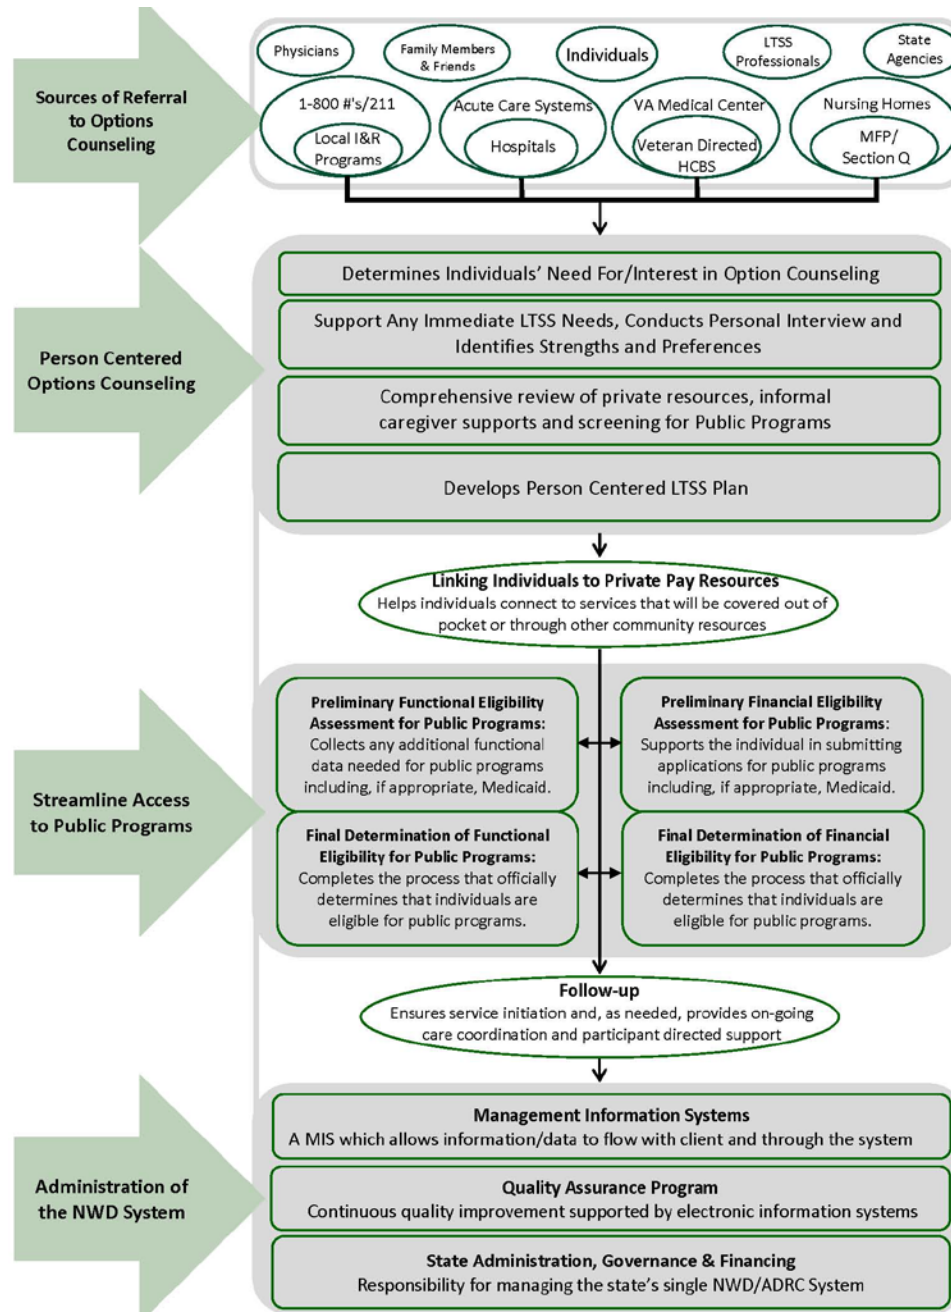 Physicians
Family Members
& Friends
Individuals
LTSS
Professionals
State
Agencies
Sources of Referral
to Options
Counseling
1-800 #'s/211
Local I&R
Programs
Acute Care Systems
Hospitals
VA Medical Center
Veteran Directed
HCBS
Nursing Homes
MFP/
Section Q
Person Centered
Options Counseling
Determines Individuals' Need For/Interest in Option Counseling
Support Any Immediate LTSS Needs, Conducts Personal Interview and
Identifies Strengths and Preferences
Comprehensive review of private resources, informal
caregiver supports and screening for Public Programs
Develops Person Centered LTSS Plan
Linking Individuals to Private Pay Resources
Helps individuals connect to services that will be covered out of
pocket or through other community resources
Streamline Access
to Public Programs
Preliminary Functional Eligibility
Assessment for Public Programs:
Collects any additional functional
data needed for public programs
including, if appropriate, Medicaid.
Preliminary Financial Eligibility
Assessment for Public Programs:
Supports the individual in submitting
applications for public programs
including, if appropriate, Medicaid.
Final Determination of Functional
Eligibility for Public Programs:
Completes the process that officially
determines that individuals are
eligible for public programs.
Final Determination of Financial
Eligibility for Public Programs:
Completes the process that officially
determines that individuals are
eligible for public programs.
Follow-up
Ensures service initiation and, as needed, provides on-going
care coordination and participant directed support
Administration of
the NWD System
Management Information Systems
A MIS which allows information/data to flow with client and through the system
Quality Assurance Program
Continuous quality improvement supported by electronic information systems
State Administration, Governance & Financing
Responsibility for managing the state's single NWD/ADRC System